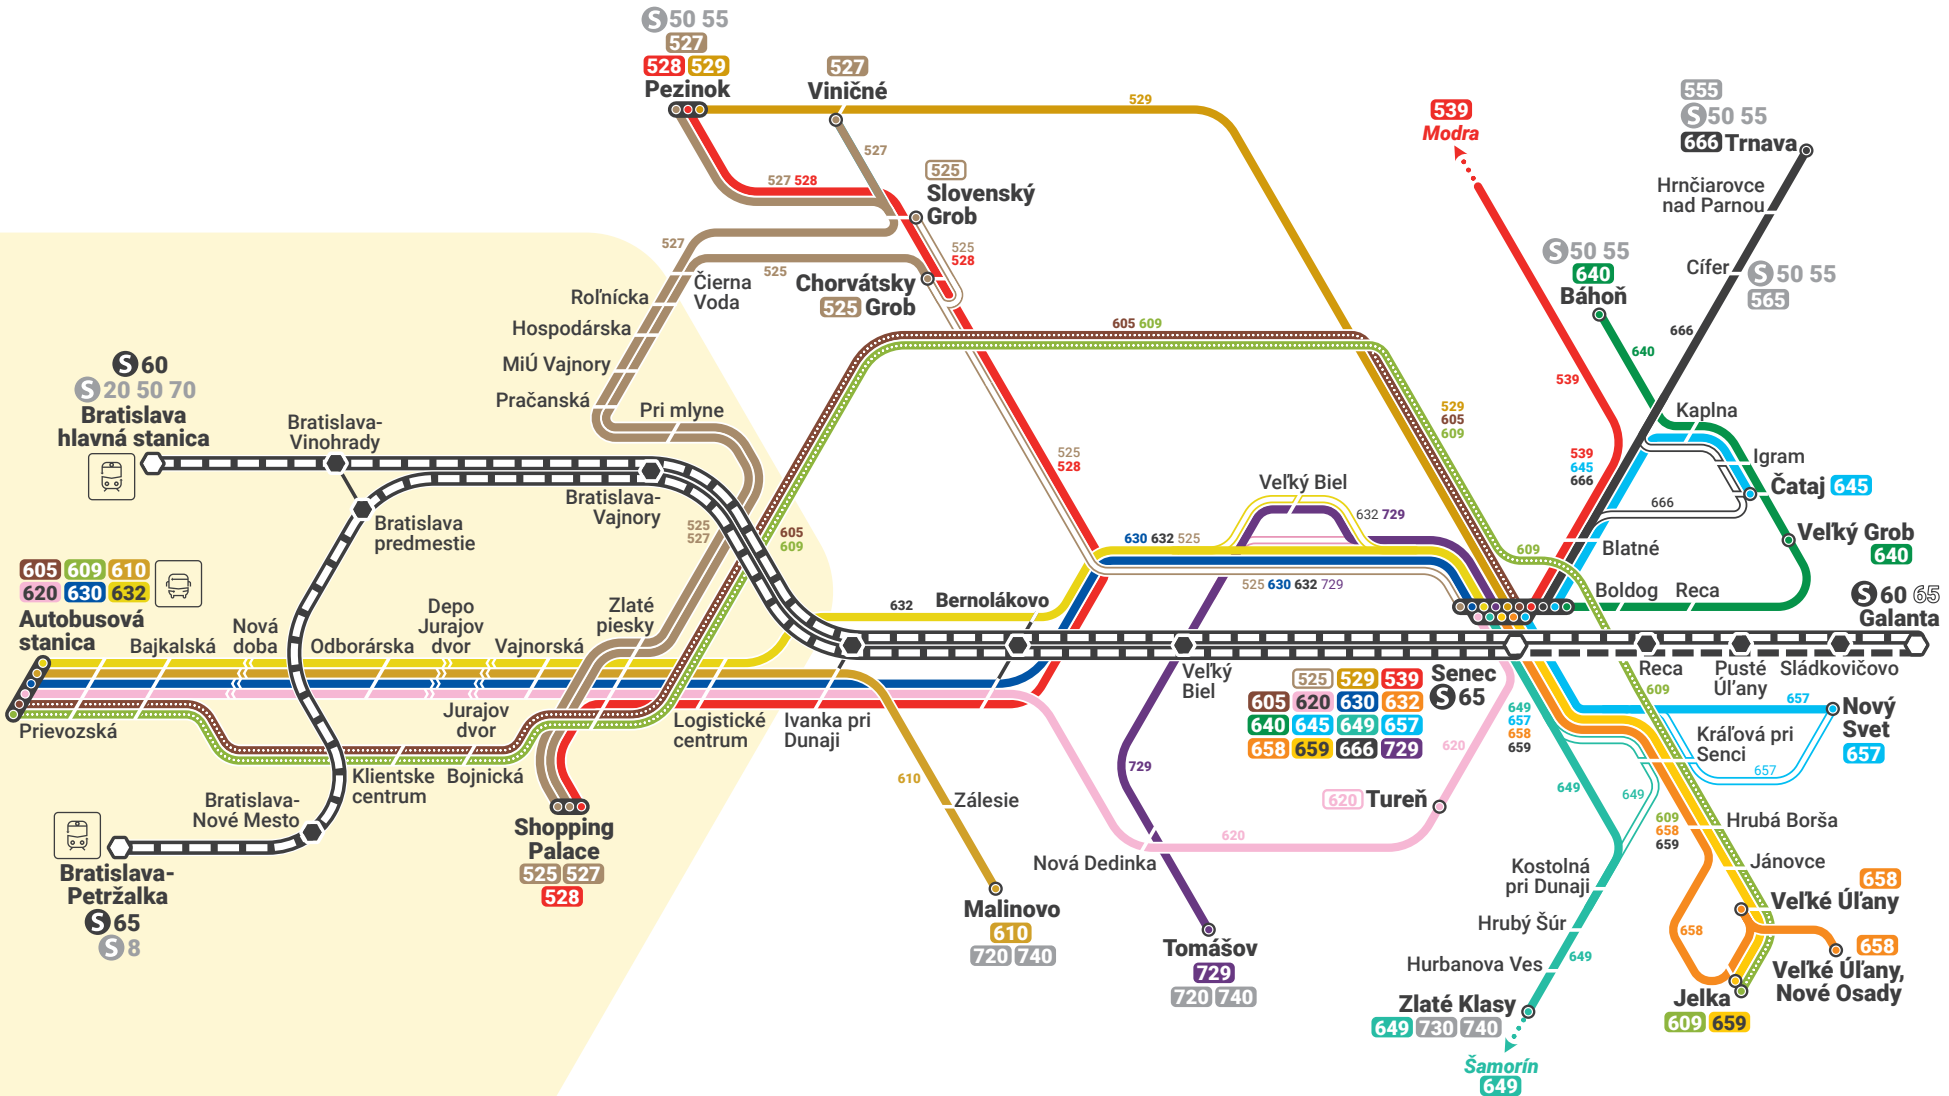 S 50 55
527
528 529
Pezinok
527
Viničné
529
527
527 528
525
Slovenský
Grob
525
528
527
525
Čierna
Voda
Chorvátsky
525 Grob
Roľnícka
Hospodárska
MiÚ Vajnory
Pračanská
Pri mlyne
605 609
539
Modra
555
S 50 55
666 Trnava
Hrnčiarovce
nad Parnou
Cífer
S 50 55
565
666
S 50 55
640
Báhoň
640
539
Kaplna
529
605
609
539
645
666
Igram
Čataj 645
666
Veľký Grob
640
Blatné
609
Boldog
Reca
S 60 65
Galanta
S 60
S 20 50 70
Bratislava
hlavná stanica
Bratislava-
Vinohrady
Bratislava-
Vajnory
Bratislava
predmestie
525
527
605
609
525
528
Veľký Biel
632 729
630 632 525
525 630 632 729
605 609 610
620 630 632
Autobusová
stanica
Bajkalská
Nová
doba
Odborárska
Depo
Jurajov
dvor
Vajnorská
Zlaté
piesky
632
Bernolákovo
Veľký
Biel
525 529 539
605 620 630 632
640 645 649 657
658 659 666 729
Senec
S 65
Reca
Pusté
Úľany
Sládkovičovo
Prievozská
Jurajov
dvor
Klientske
centrum
Bojnická
Logistické
centrum
Ivanka pri
Dunaji
609
657
Nový
Svet
657
Kráľová pri
Senci
657
649
657
658
659
620
729
610
Zálesie
620 Tureň
649
649
609
658
659
Hrubá Borša
Jánovce
Bratislava-
Nové Mesto
Bratislava-
Petržalka
S 65
S 8
Shopping
Palace
525 527
528
620
Nová Dedinka
Kostolná
pri Dunaji
Hrubý Šúr
649
Hurbanova Ves
658
Veľké Úľany
658
658
Veľké Úľany,
Nové Osady
Malinovo
610
720 740
Tomášov
729
720 740
Zlaté Klasy
649 730 740
Šamorín
649
Jelka
609 659